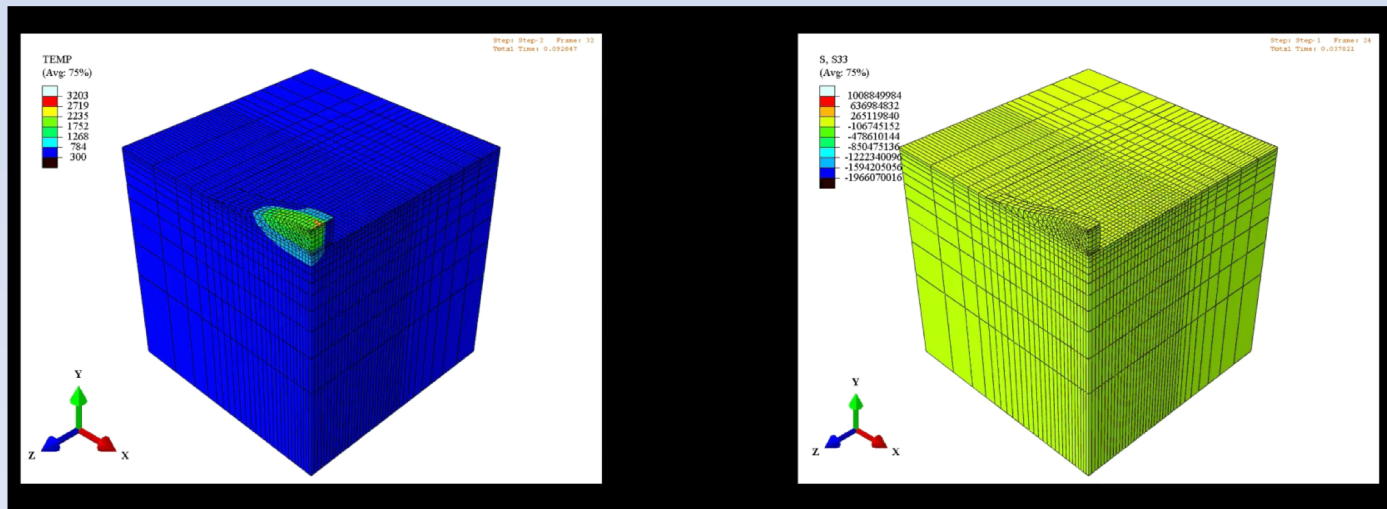 Step: Step-2 Frame: 32
Total Time: 0.092847
TEMP
(Avg: 75%)
3203
2719
2235
1752
1268
784
300
Y
Z
X
Step: Step-1 Frame: 24
Total Time: 0.037821
S, S33
(Avg: 75%)
1008849984
636984832
265119840
-106745152
-478610144
-850475136
-1222340096
-1594205056
-1966070016
Y
Z
X